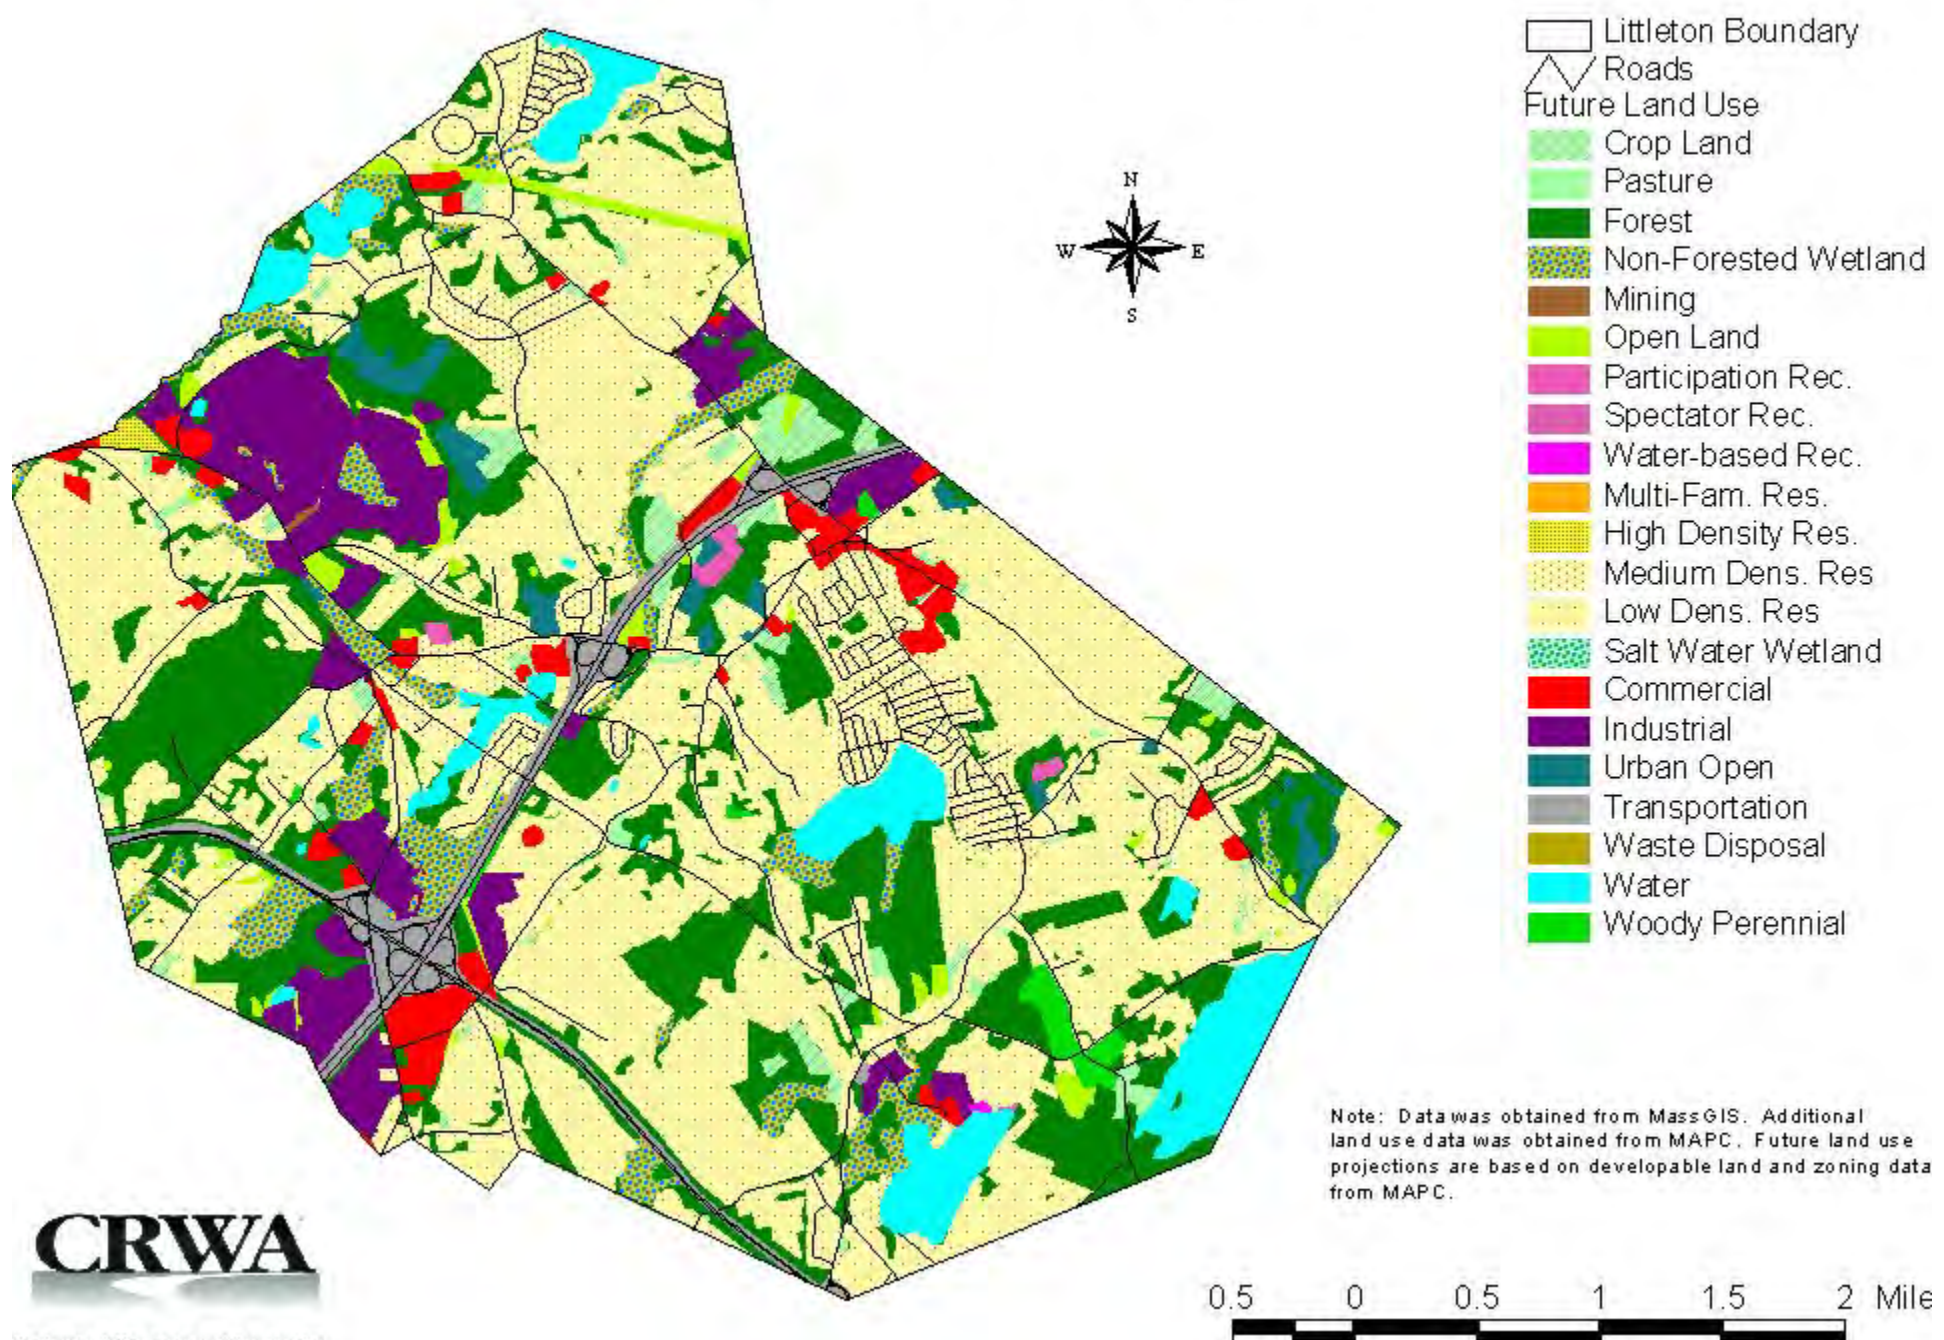 Littleton Boundary
Roads
Future Land Use
Crop Land
Pasture
Forest
Non-Forested Wetland
Mining
Open Land
Participation Rec.
Spectator Rec.
Water-based Rec.
Multi-Fam. Res.
High Density Res.
Medium Dens. Res
Low Dens. Res
Salt Water Wetland
Commercial
Industrial
Urban Open
Transportation
Waste Disposal
Water
Woody Perennial
N
W E
S
Note: Data was obtained from MassGIS. Additional
land use data was obtained from MAPC. Future land use
projections are based on developable land and zoning data
from MAPC.
CRWA
0.5 0 0.5 1 1.5 2 Mile